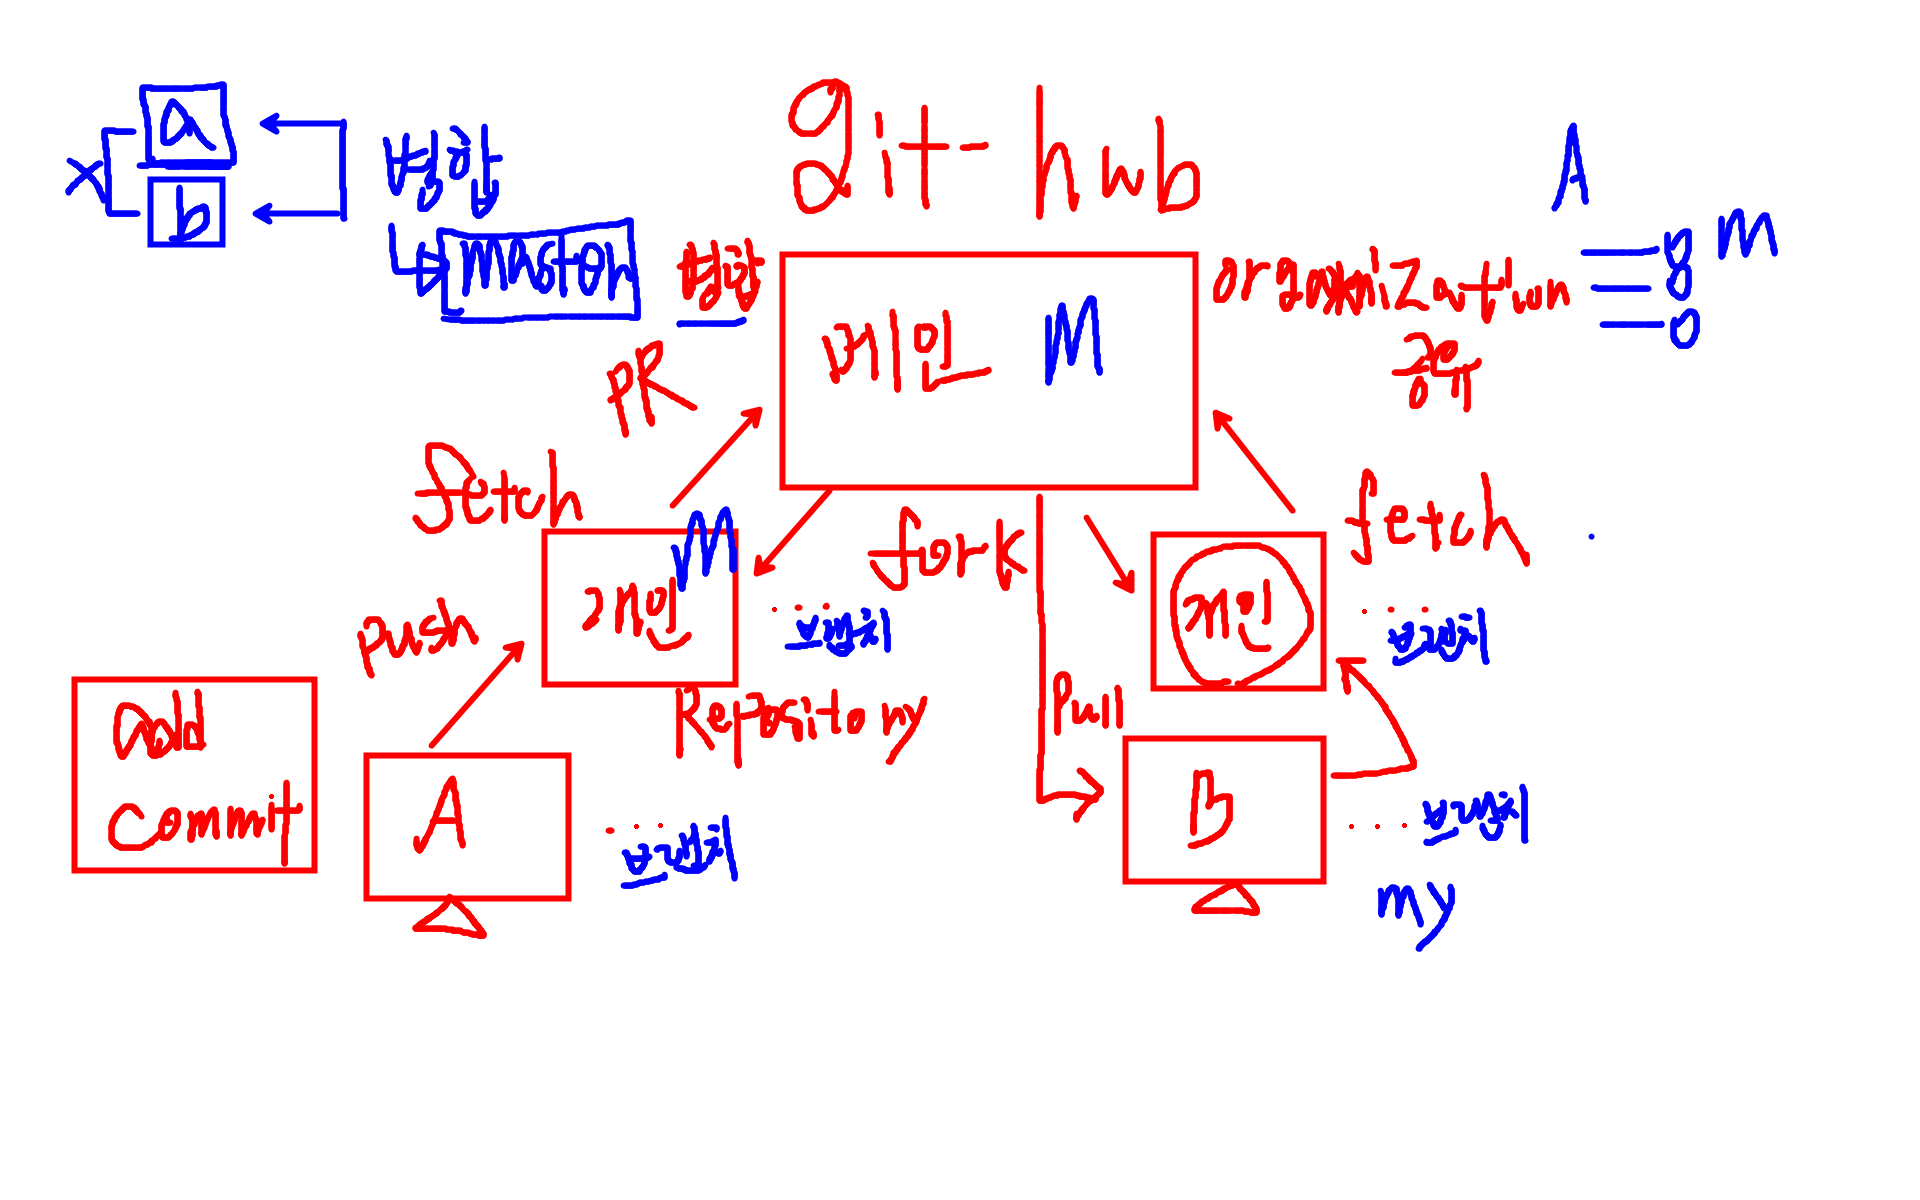 git-hub
a
b
X
병합
master
병합
메인 M
organization
공유
A
M
PR
fetch
개인
M
fork
개인
fetch
브랜치
브랜치
push
Repository
pull
add
commit
A
브랜치
B
브랜치
my